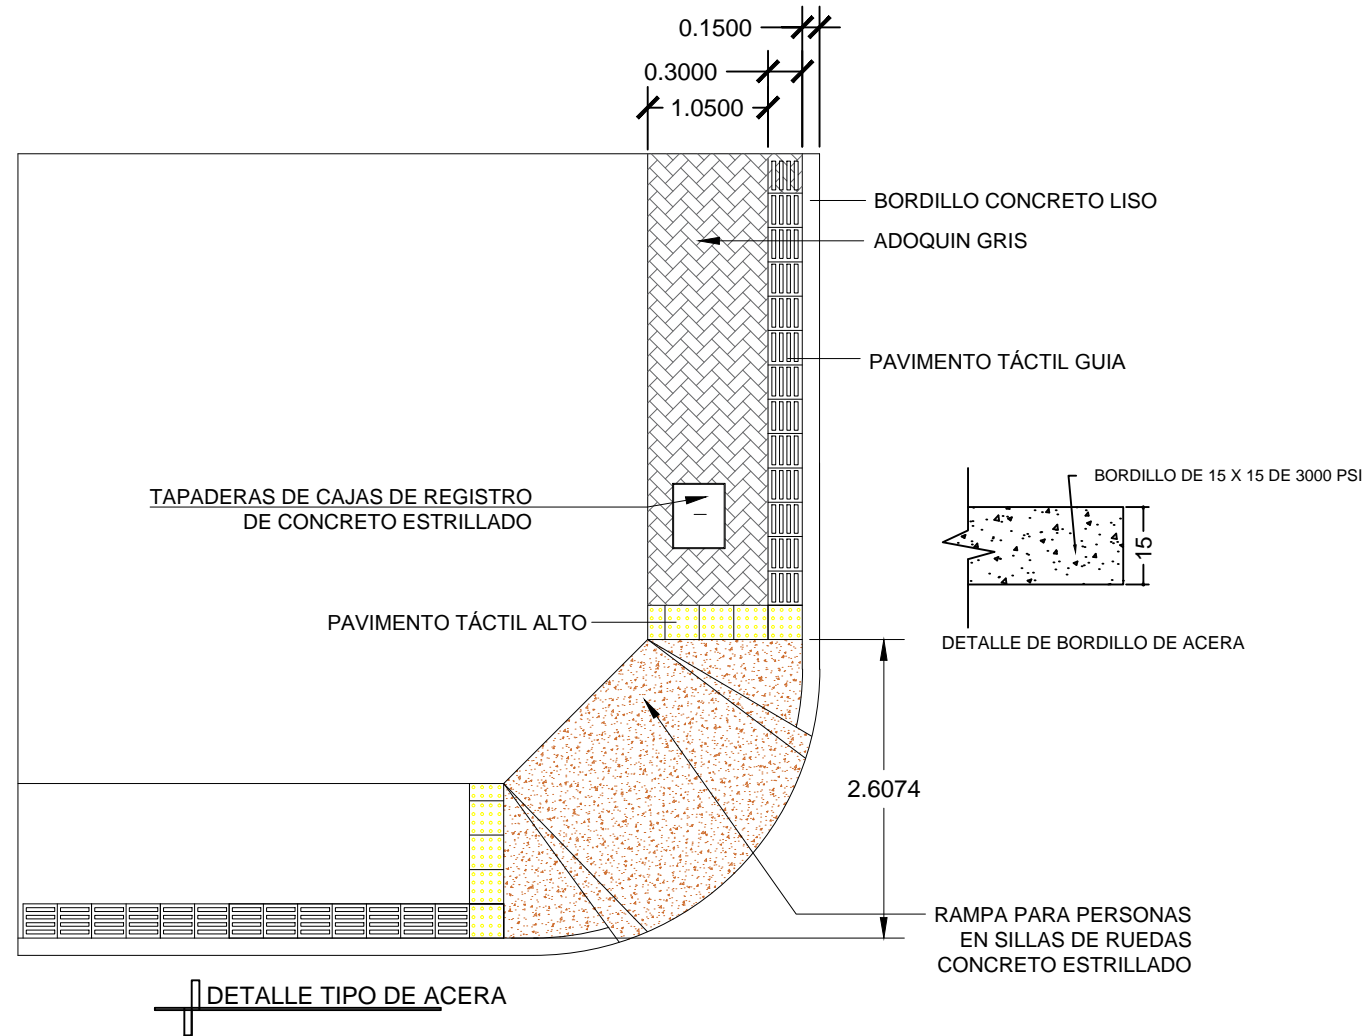 0.1500
0.3000
1.0500
BORDILLO CONCRETO LISO
ADOQUIN GRIS
PAVIMENTO TÁCTIL GUIA
BORDILLO DE 15 X 15 DE 3000 PSI
TAPADERAS DE CAJAS DE REGISTRO
DE CONCRETO ESTRILLADO
15
PAVIMENTO TÁCTIL ALTO
DETALLE DE BORDILLO DE ACERA
2.6074
RAMPA PARA PERSONAS
EN SILLAS DE RUEDAS
CONCRETO ESTRILLADO
DETALLE TIPO DE ACERA